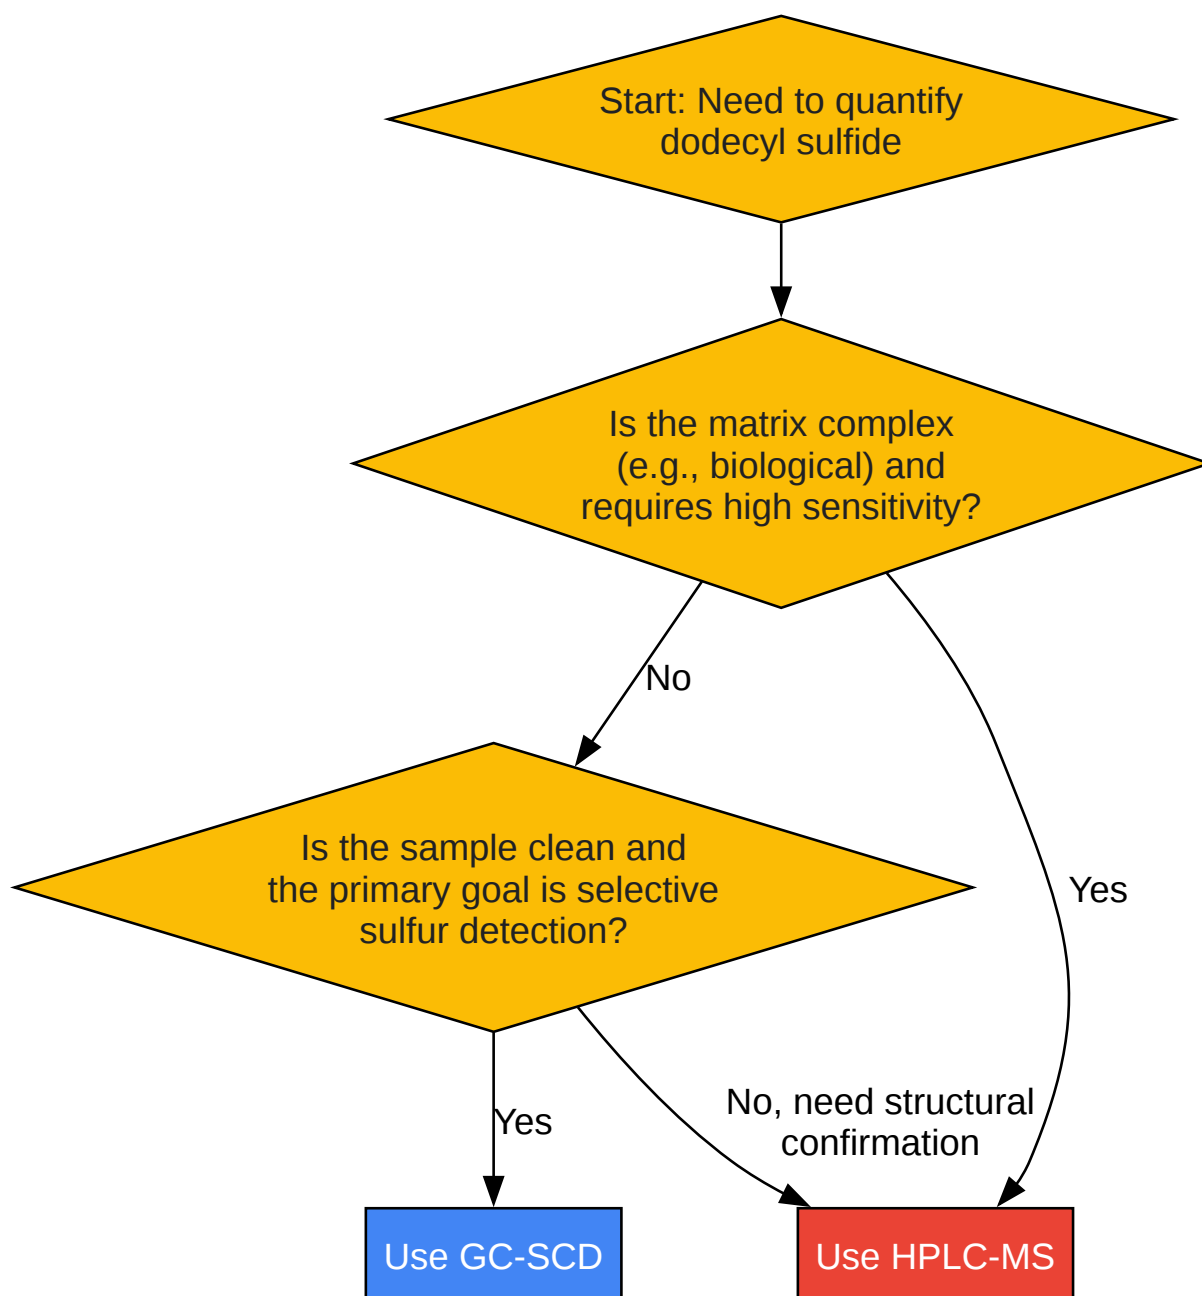 Start: Need to quantify
dodecyl sulfide
Is the matrix complex
(e.g., biological) and
requires high sensitivity?
No
Is the sample clean and
the primary goal is selective
sulfur detection?
Yes
Yes
No, need structural
confirmation
Use GC-SCD
Use HPLC-MS